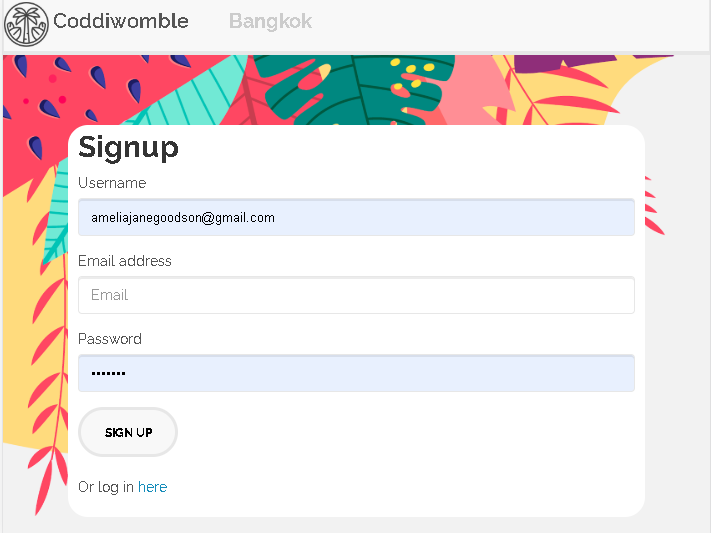 Coddiwomble Bangkok
Signup
Username
ameliajanegoodson@gmail.com
Email address
Email
Password
•••••••
SIGN UP
Or log in here